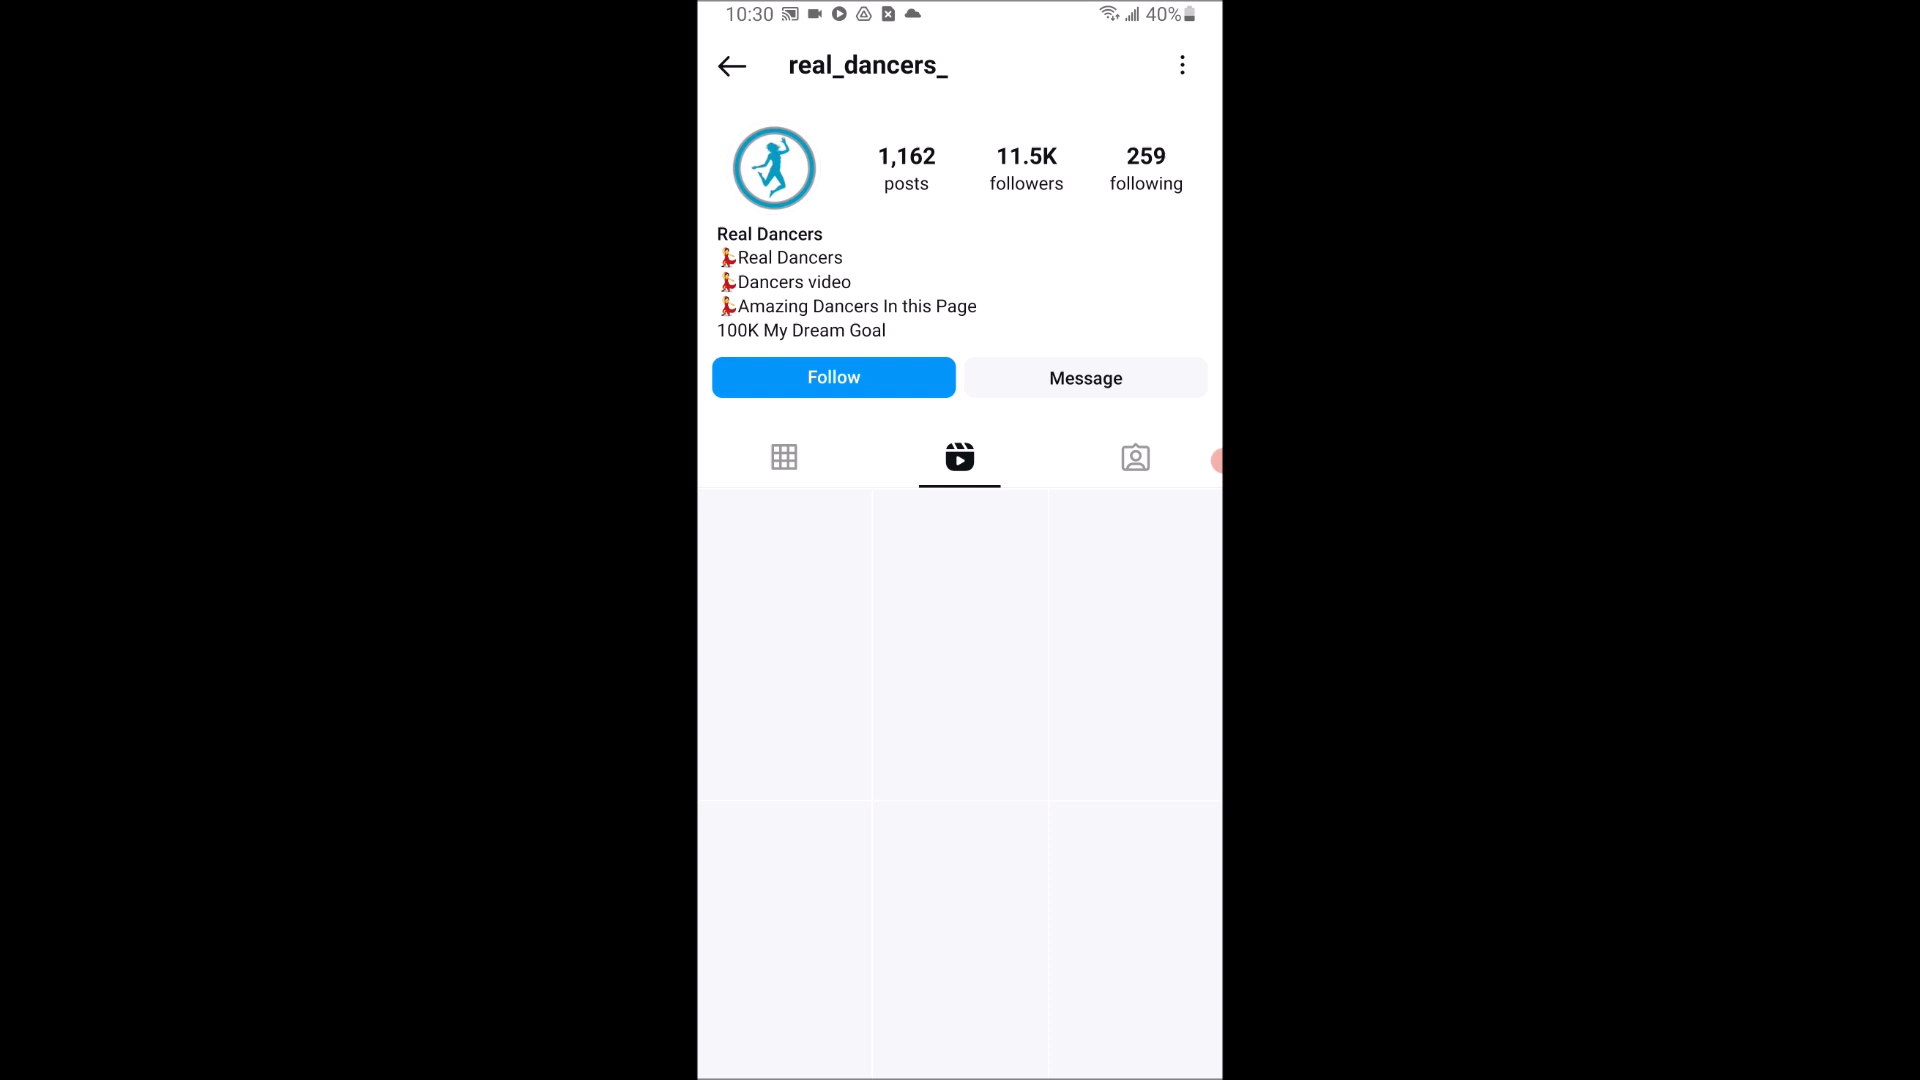 10:30 40%
real_dancers_
1,162 11.5K 259
posts followers following
Real Dancers
💃Real Dancers
💃Dancers video
💃Amazing Dancers In this Page
100K My Dream Goal
Follow Message